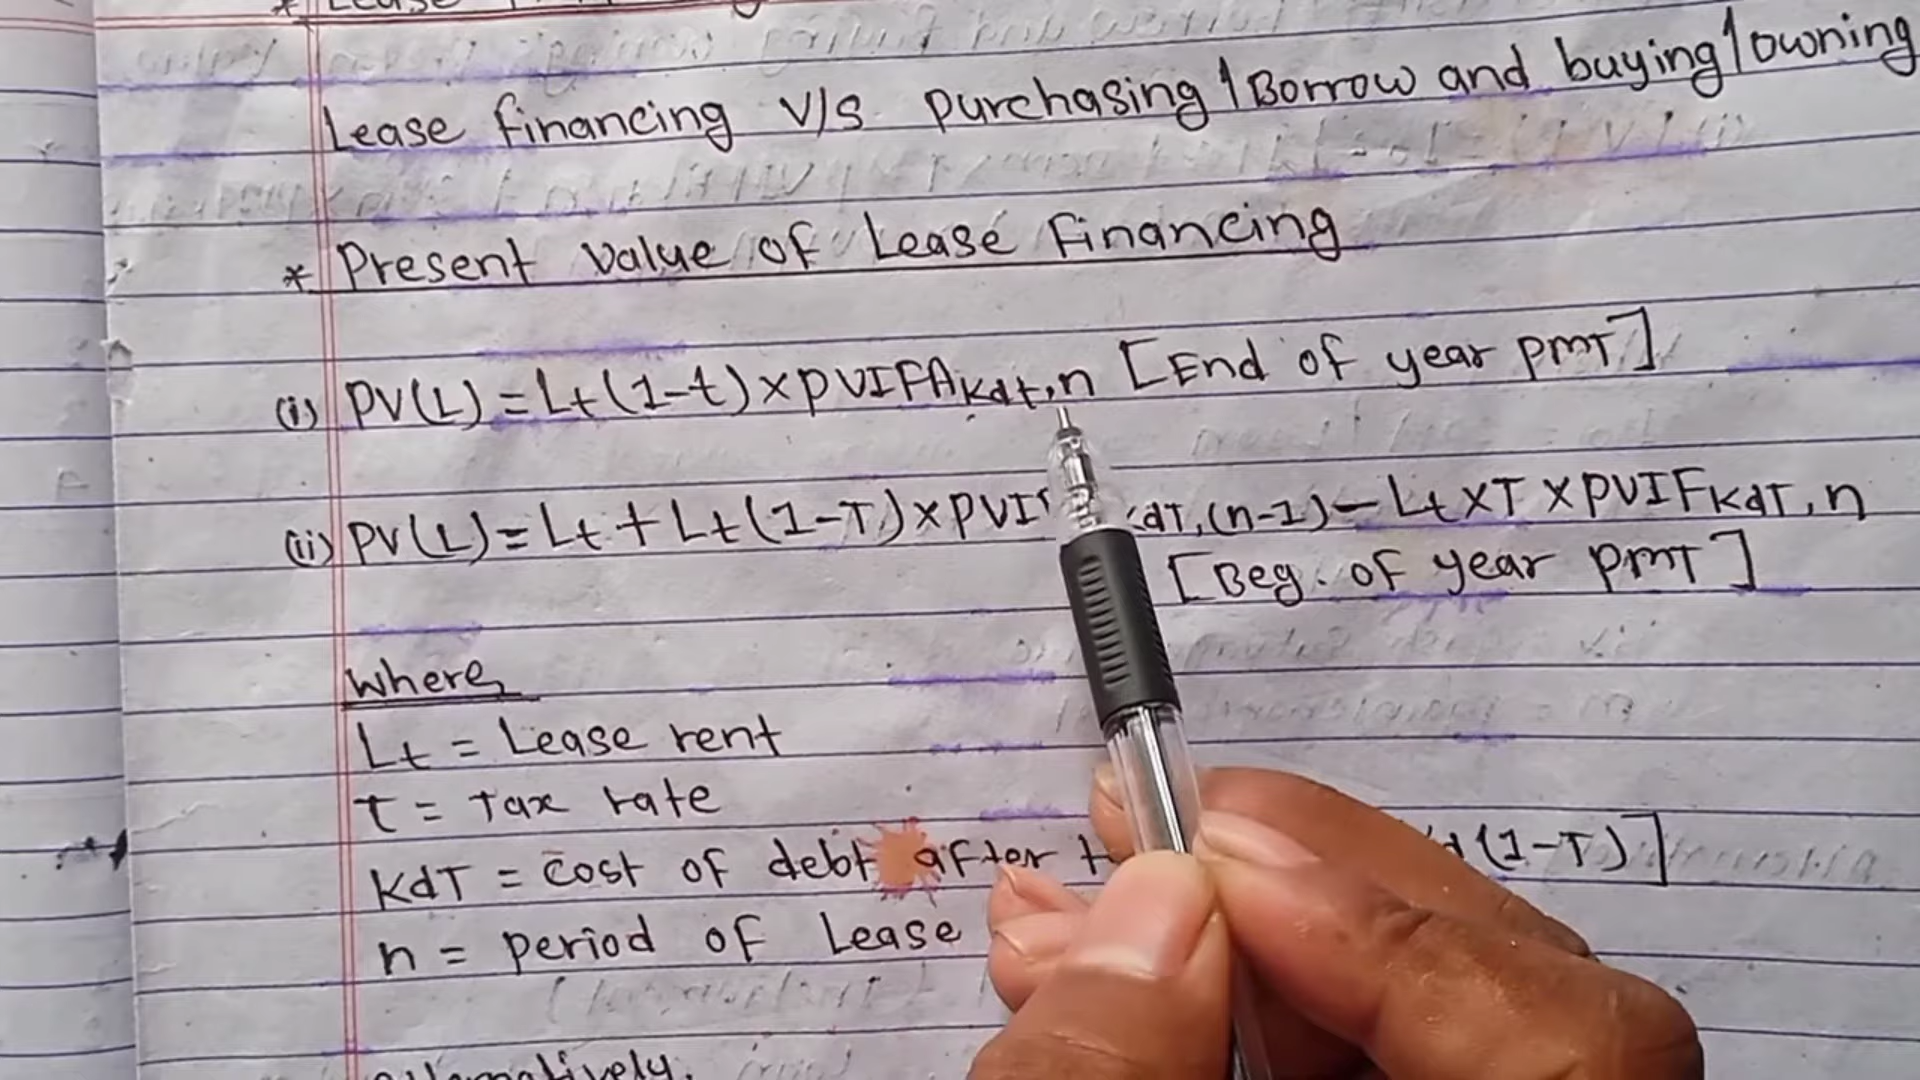 * Lease
Lease financing V/s purchasing / Borrow and buying / owning
* Present value of Lease Financing
(i) PV(L) = Lt(1-t) × PVIFAKdt,n [End of year PMT]
(ii) PV(L) = Lt + Lt(1-T) × PVI KdT,(n-1) - Lt × T × PVIFKdT, n
[Beg. of year PMT]
where,
Lt = Lease rent
T = Tax rate
KdT = cost of debt after t (1-T)]
n = period of Lease